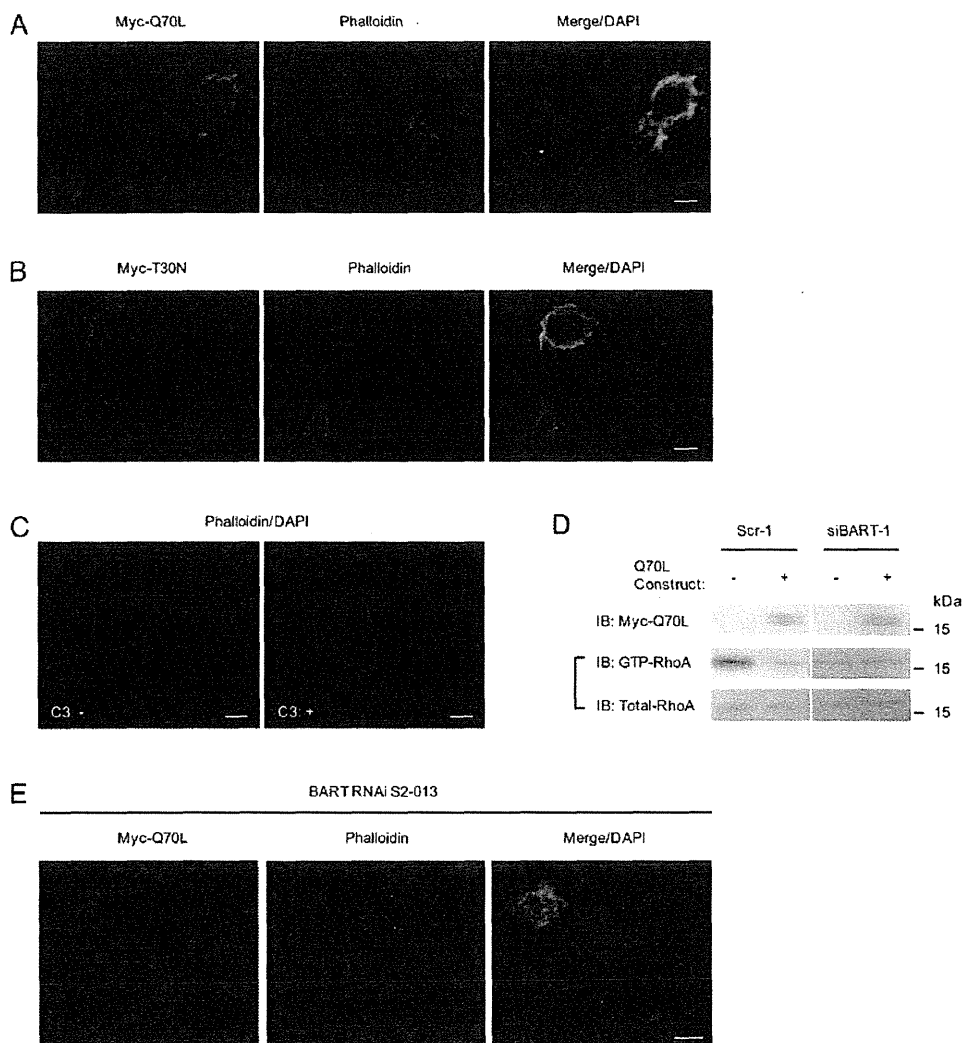 A
Myc-Q70L Phalloidin Merge/DAPI
B
Myc-T30N Phalloidin Merge/DAPI
C
Phalloidin/DAPI
C3 - C3 +
D
Scr-1 siBART-1
Q70L
Construct: - + - +
kDa
IB: Myc-Q70L 15
IB: GTP-RhoA 15
IB: Total-RhoA 15
E
BART RNAi S2-013
Myc-Q70L Phalloidin Merge/DAPI